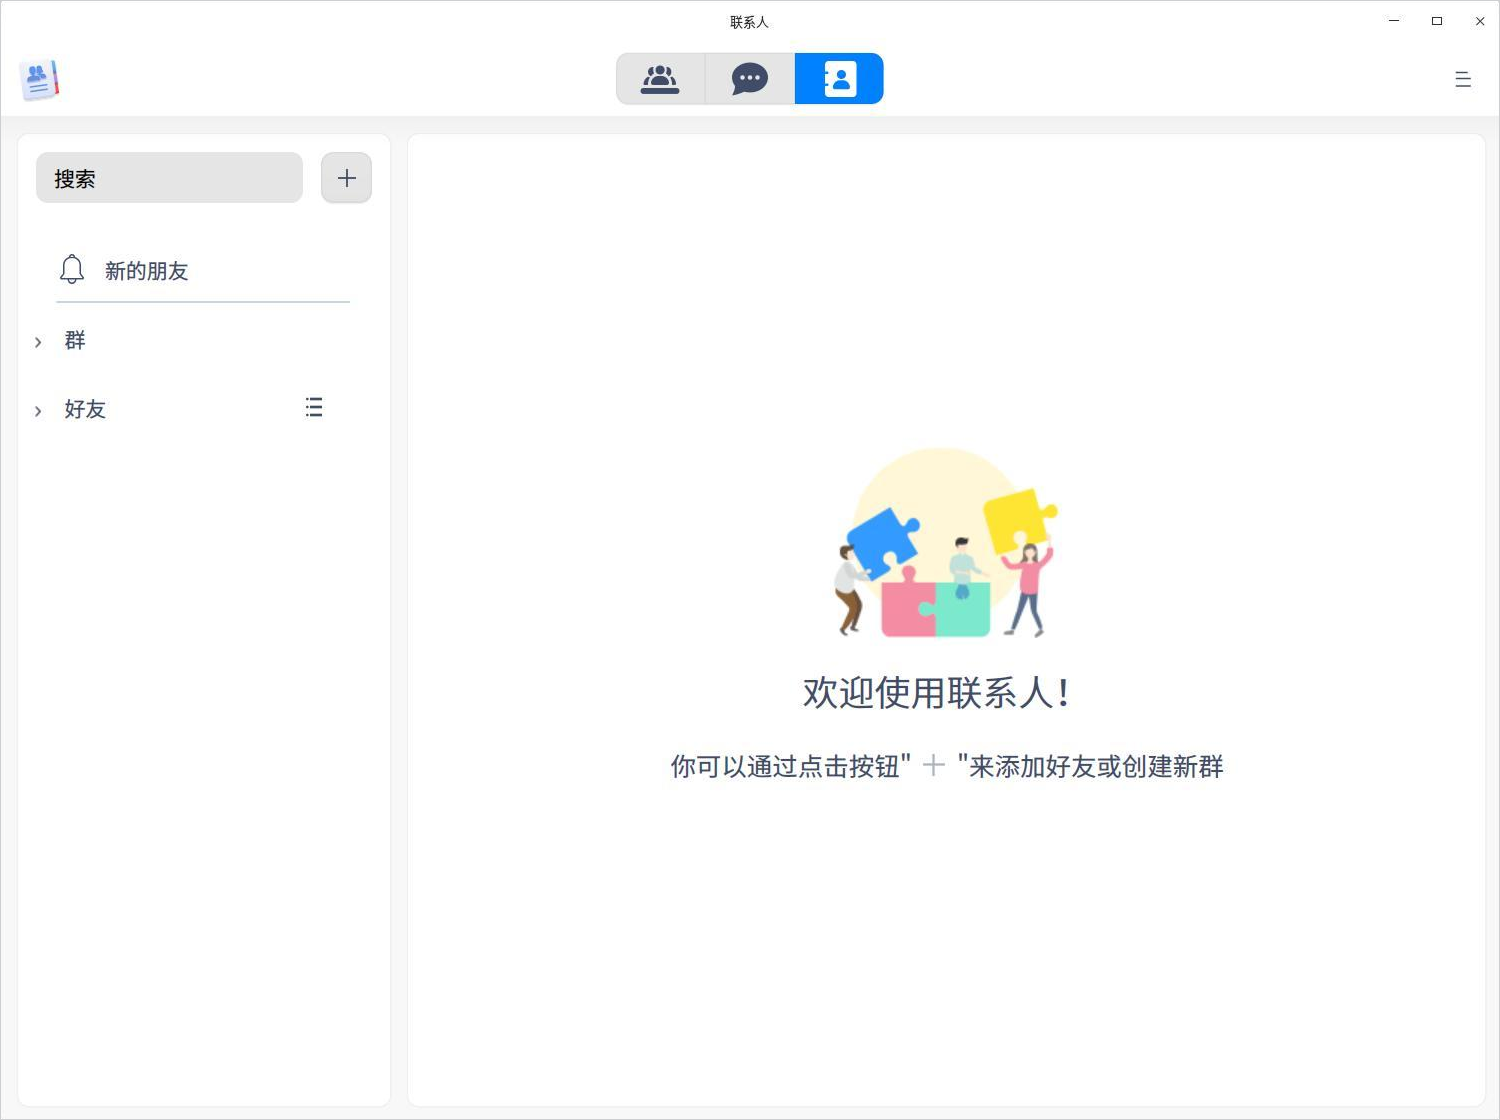 联系人
搜索
新的朋友
群
好友
欢迎使用联系人!
你可以通过点击按钮" + "来添加好友或创建新群